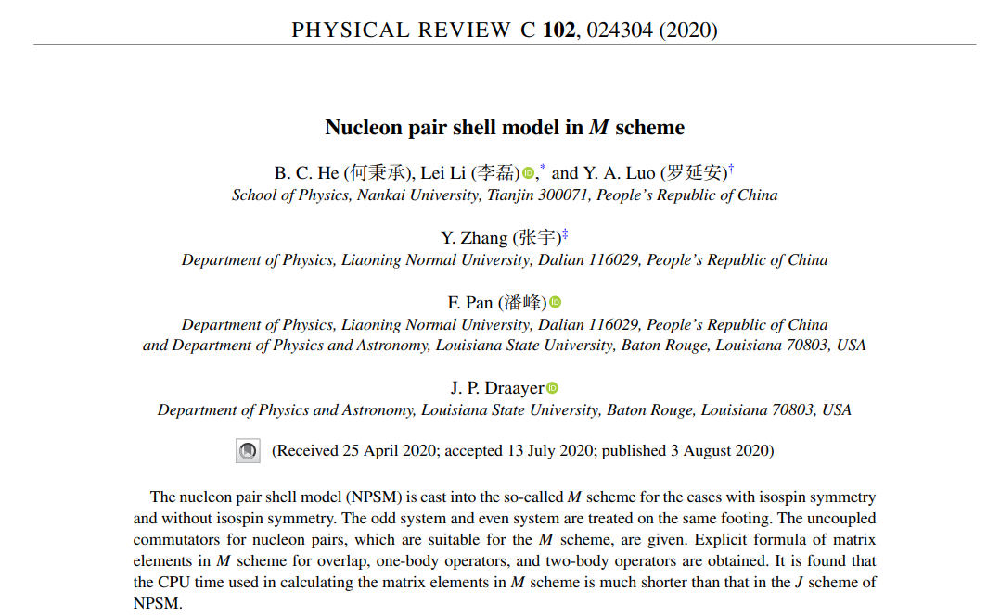 PHYSICAL REVIEW C 102, 024304 (2020)
Nucleon pair shell model in M scheme
B. C. He (何秉承), Lei Li (李磊),* and Y. A. Luo (罗延安)†
School of Physics, Nankai University, Tianjin 300071, People's Republic of China
Y. Zhang (张宇)‡
Department of Physics, Liaoning Normal University, Dalian 116029, People's Republic of China
F. Pan (潘峰)
Department of Physics, Liaoning Normal University, Dalian 116029, People's Republic of China
and Department of Physics and Astronomy, Louisiana State University, Baton Rouge, Louisiana 70803, USA
J. P. Draayer
Department of Physics and Astronomy, Louisiana State University, Baton Rouge, Louisiana 70803, USA
(Received 25 April 2020; accepted 13 July 2020; published 3 August 2020)
The nucleon pair shell model (NPSM) is cast into the so-called M scheme for the cases with isospin symmetry
and without isospin symmetry. The odd system and even system are treated on the same footing. The uncoupled
commutators for nucleon pairs, which are suitable for the M scheme, are given. Explicit formula of matrix
elements in M scheme for overlap, one-body operators, and two-body operators are obtained. It is found that
the CPU time used in calculating the matrix elements in M scheme is much shorter than that in the J scheme of
NPSM.